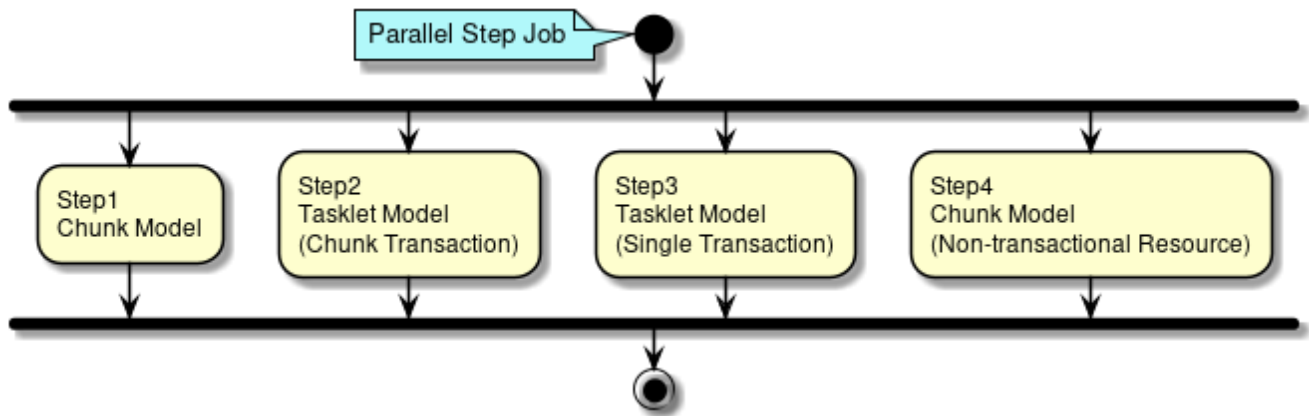 Parallel Step Job
Step1
Chunk Model
Step2
Tasklet Model
(Chunk Transaction)
Step3
Tasklet Model
(Single Transaction)
Step4
Chunk Model
(Non-transactional Resource)